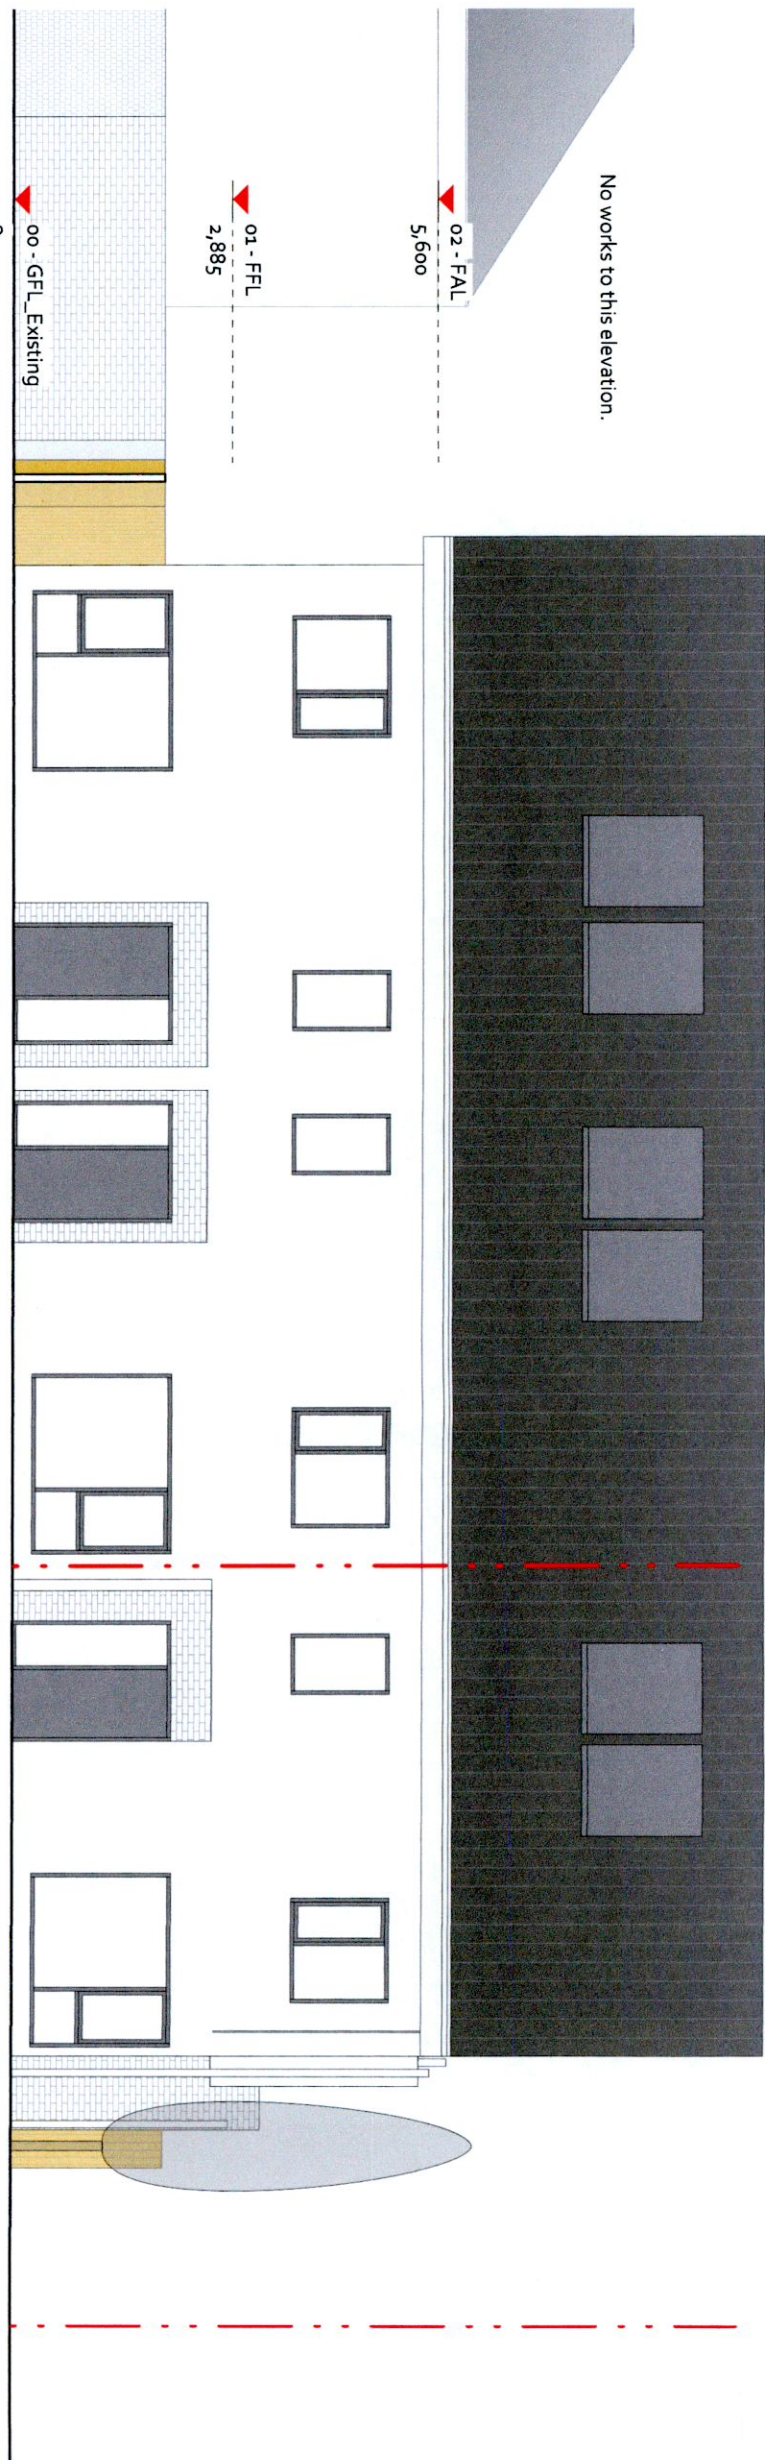 No works to this elevation.
02 - FAL
5,600
01 - FFL
2,885
00 - GFL_Existing